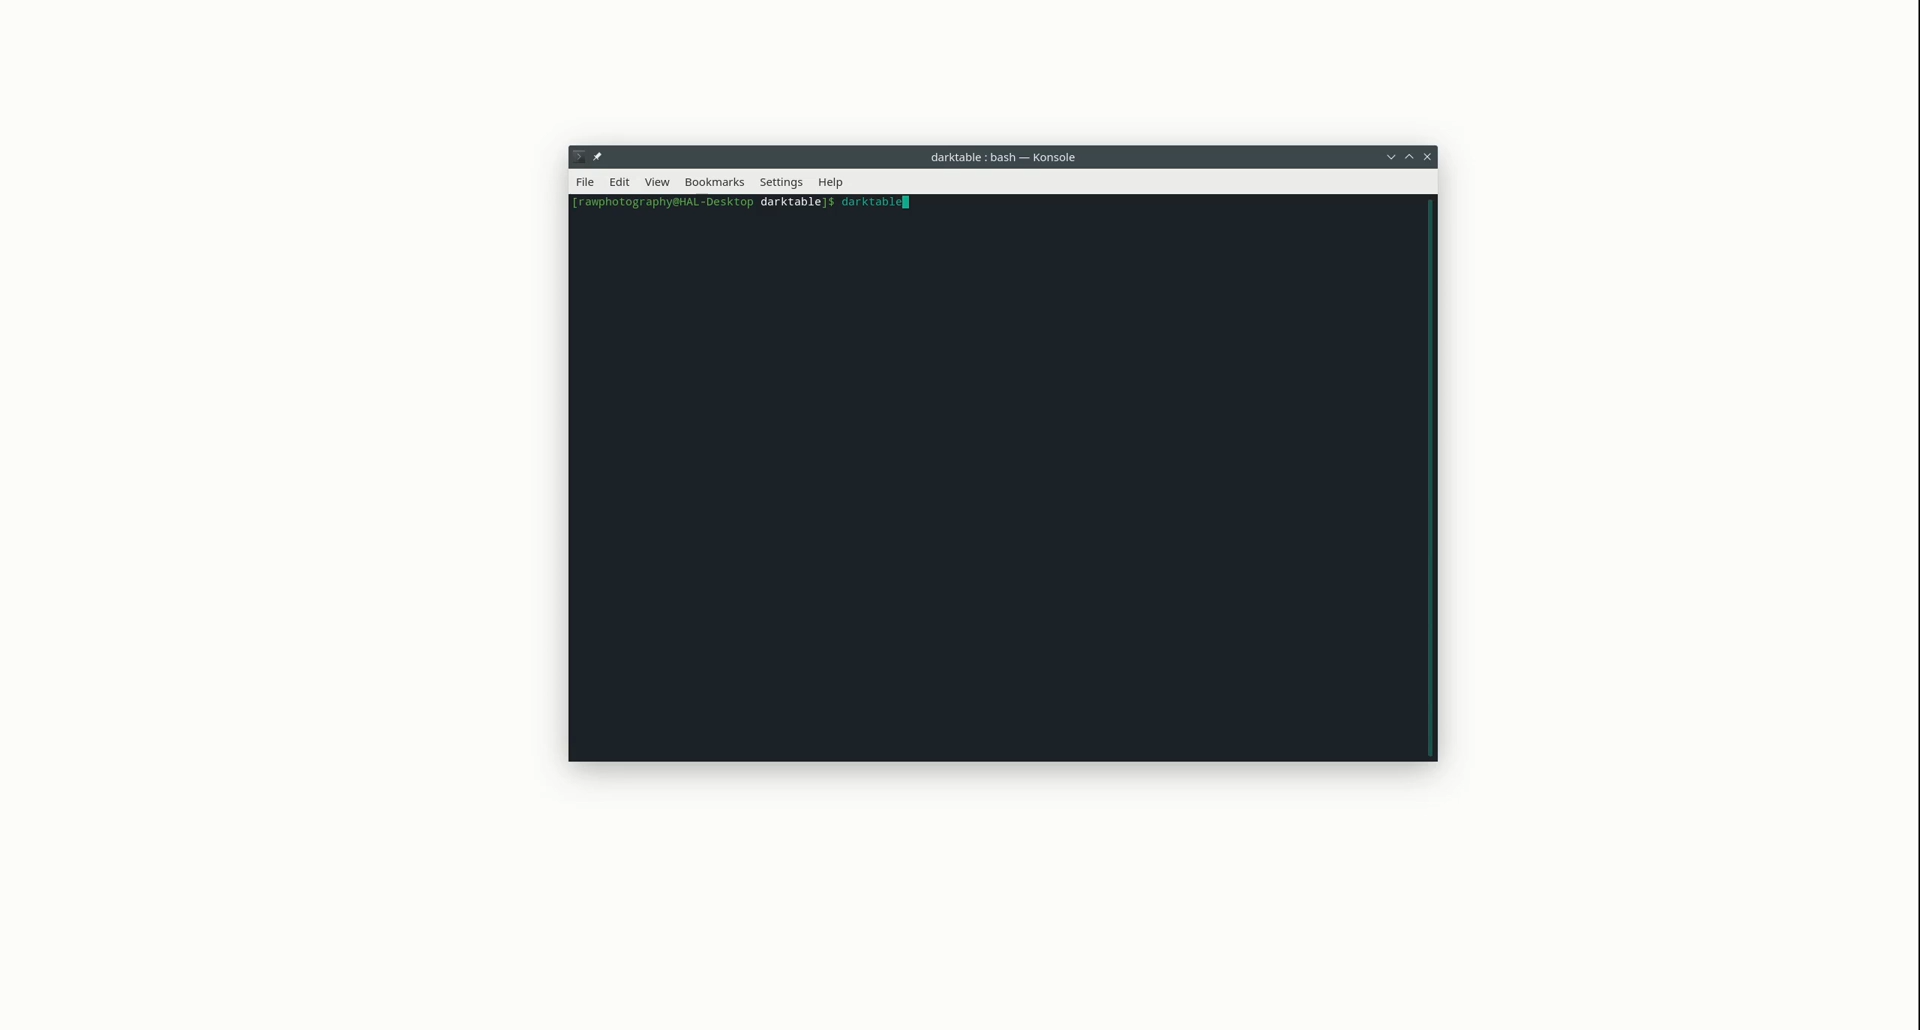 darktable : bash — Konsole
File Edit View Bookmarks Settings Help
[rawphotography@HAL-Desktop darktable]$ darktable